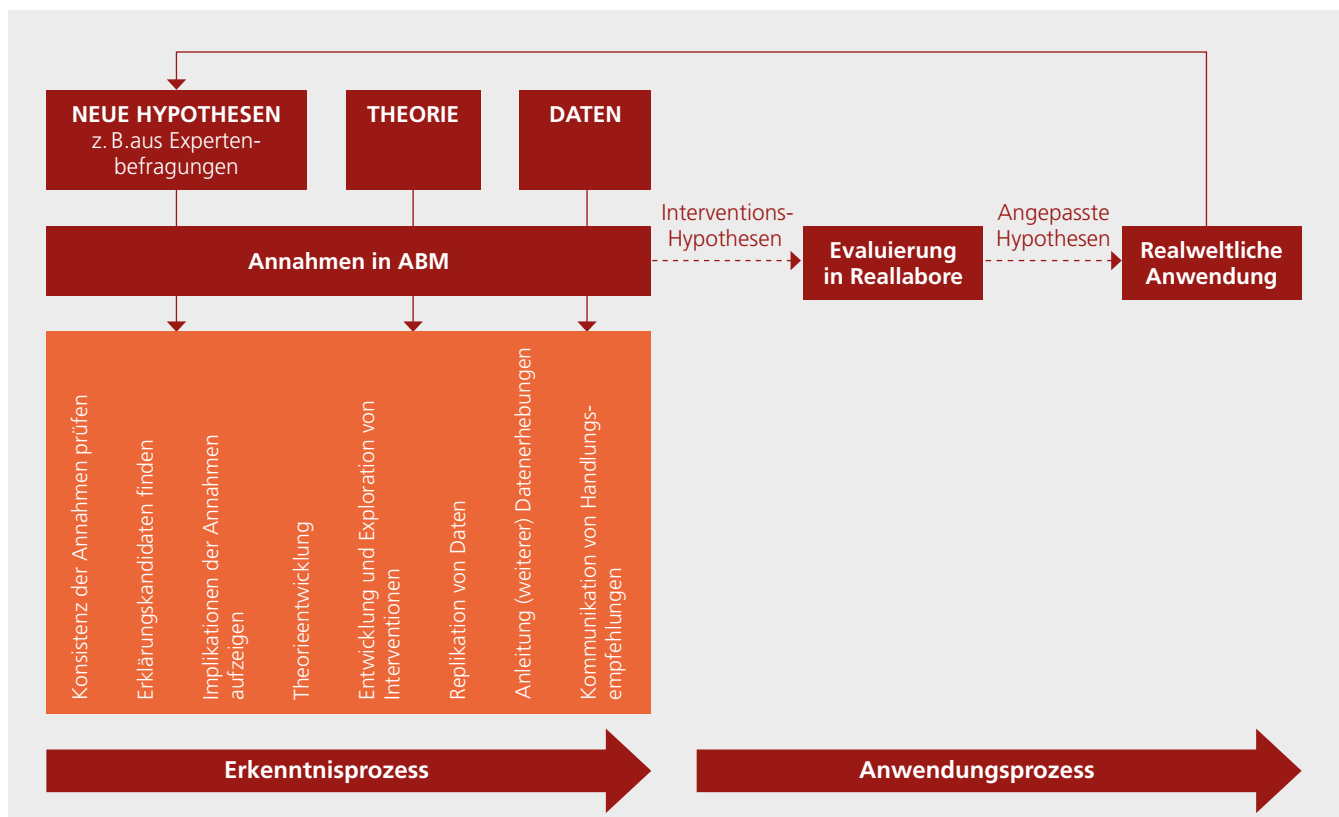 NEUE HYPOTHESEN
z. B.aus Experten-
befragungen
THEORIE
DATEN
Annahmen in ABM
Interventions-
Hypothesen
Evaluierung
in Reallabore
Angepasste
Hypothesen
Realweltliche
Anwendung
Konsistenz der Annahmen prüfen
Erklärungskandidaten finden
Implikationen der Annahmen
aufzeigen
Theorieentwicklung
Entwicklung und Exploration von
Interventionen
Replikation von Daten
Anleitung (weiterer) Datenerhebungen
Kommunikation von Handlungs-
empfehlungen
Erkenntnisprozess
Anwendungsprozess